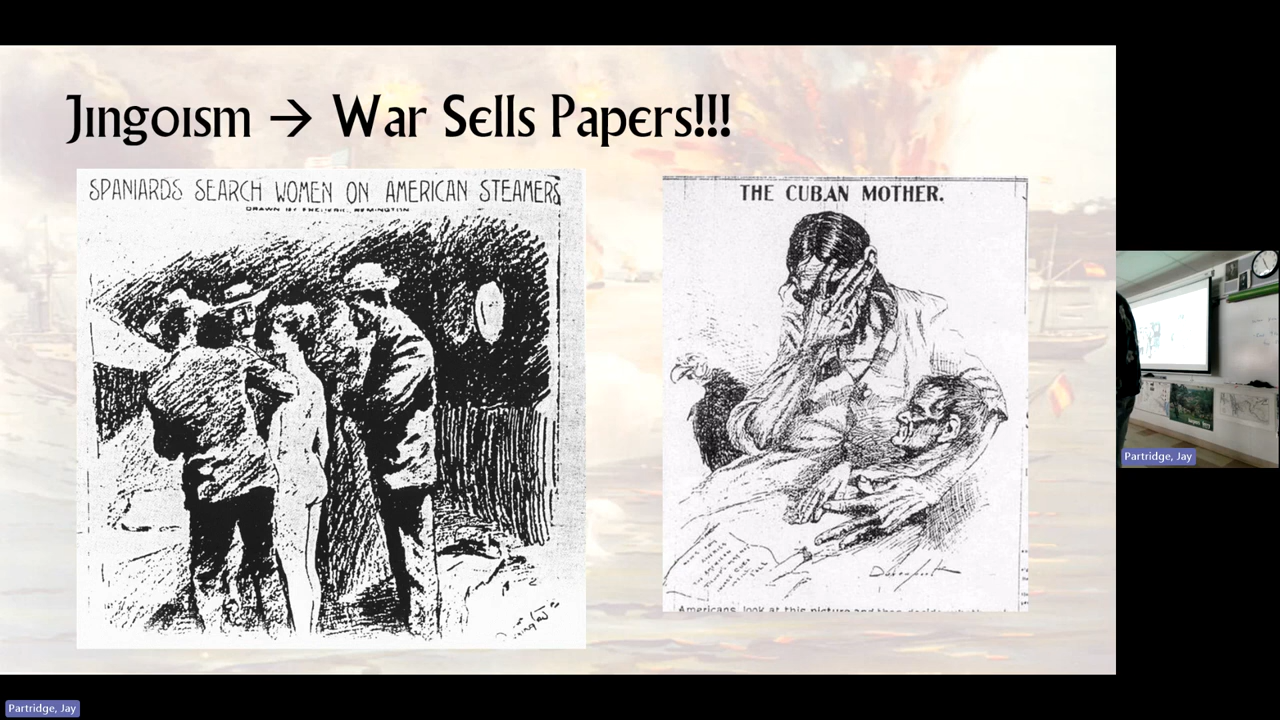 Jingoism → War Sells Papers!!!
SPANIARDS SEARCH WOMEN ON AMERICAN STEAMERS
DRAWN BY FREDERIC REMINGTON
THE CUBAN MOTHER.
Davenport
Americans look at this picture and then decide
Partridge, Jay
Partridge, Jay